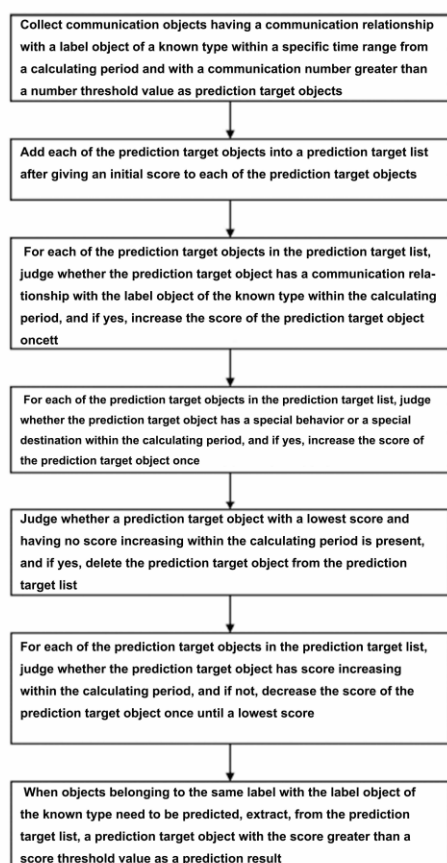 Collect communication objects having a communication relationship
with a label object of a known type within a specific time range from
a calculating period and with a communication number greater than
a number threshold value as prediction target objects
Add each of the prediction target objects into a prediction target list
after giving an initial score to each of the prediction target objects
For each of the prediction target objects in the prediction target list,
judge whether the prediction target object has a communication rela-
tionship with the label object of the known type within the calculating
period, and if yes, increase the score of the prediction target object
oncett
For each of the prediction target objects in the prediction target list, judge
whether the prediction target object has a special behavior or a special
destination within the calculating period, and if yes, increase the score of
the prediction target object once
Judge whether a prediction target object with a lowest score and
having no score increasing within the calculating period is present,
and if yes, delete the prediction target object from the prediction
target list
For each of the prediction target objects in the prediction target list,
judge whether the prediction target object has score increasing
within the calculating period, and if not, decrease the score of the
prediction target object once until a lowest score
When objects belonging to the same label with the label object of
the known type need to be predicted, extract, from the prediction
target list, a prediction target object with the score greater than a
score threshold value as a prediction result